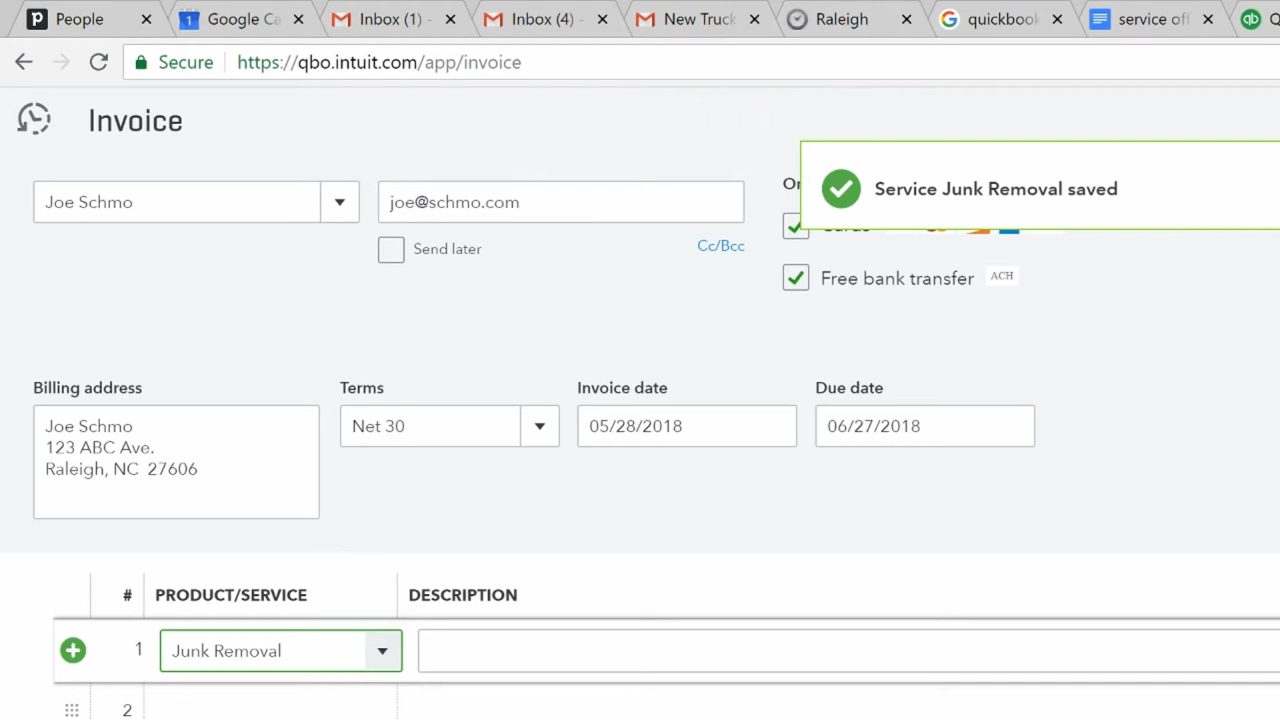 People
Google Ca
Inbox (1) -
Inbox (4) -
New Truck
Raleigh
quickbook
service off
Secure
https://qbo.intuit.com/app/invoice
Invoice
Service Junk Removal saved
Joe Schmo
joe@schmo.com
Send later
Cc/Bcc
Free bank transfer
ACH
Billing address
Terms
Invoice date
Due date
Joe Schmo
123 ABC Ave.
Raleigh, NC 27606
Net 30
05/28/2018
06/27/2018
#
PRODUCT/SERVICE
DESCRIPTION
1
Junk Removal
2